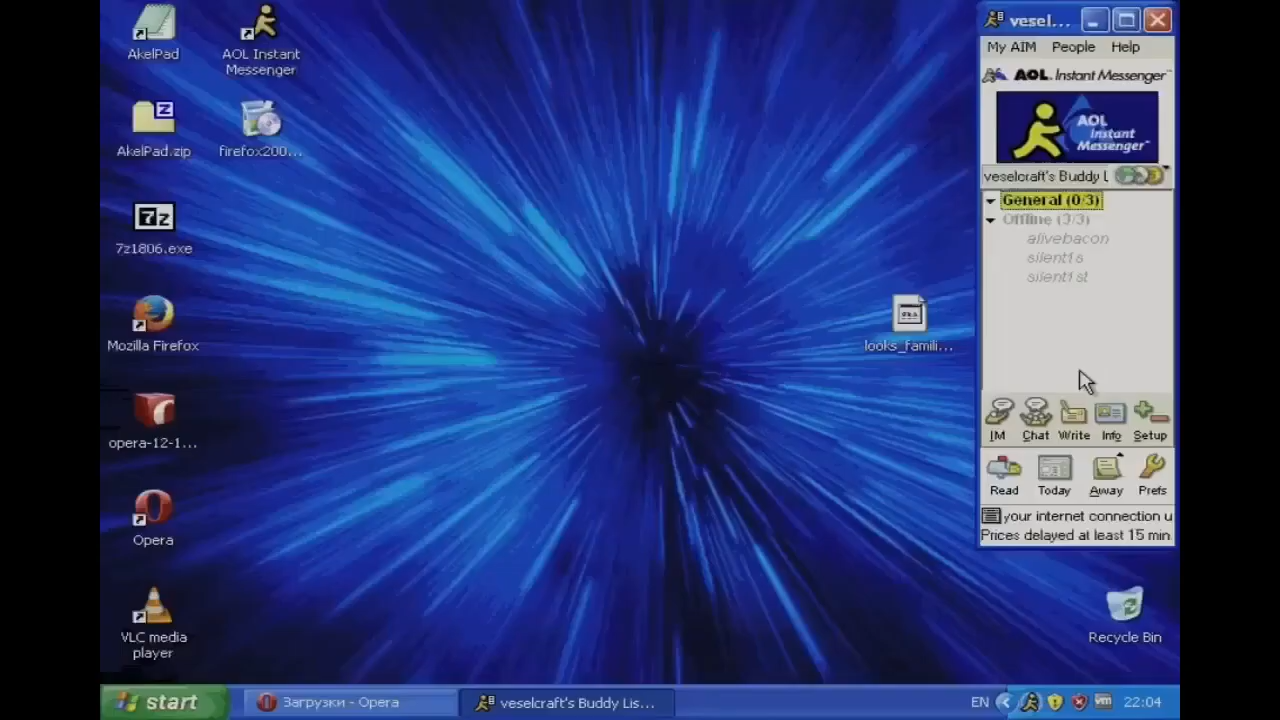 AkelPad
AOL Instant
Messenger
AkelPad.zip
firefox200...
7z
7z1806.exe
Mozilla Firefox
opera-12-1...
Opera
VLC media
player
looks_famili...
Recycle Bin
vesel...
My AIM People Help
AOL Instant Messenger™
AOL
Instant
Messenger™
veselcraft's Buddy L
General (0/3)
Offline (3/3)
alivebacon
silent1s
silent1st
IM Chat Write Info Setup
Read Today Away Prefs
your internet connection u
Prices delayed at least 15 min
start
Загрузки - Opera
veselcraft's Buddy Lis...
EN
22:04